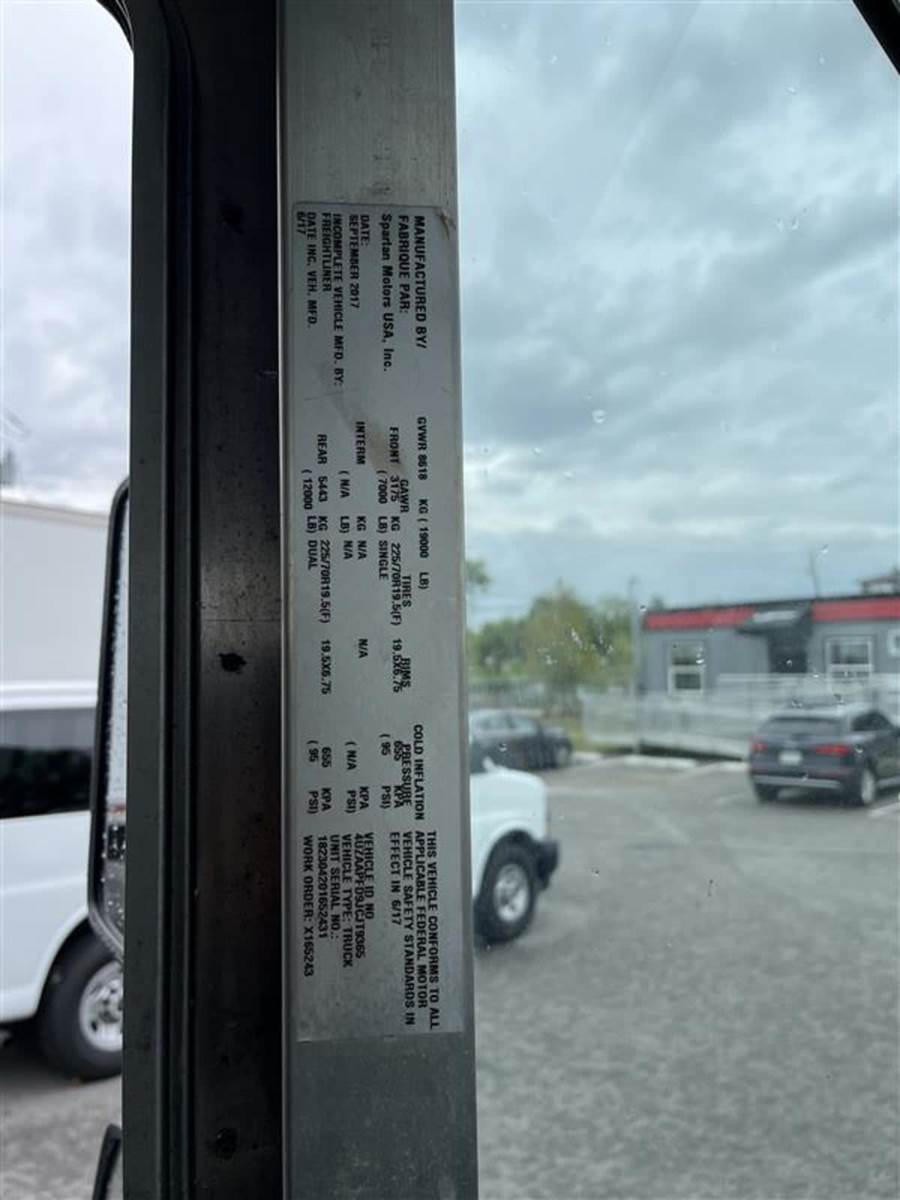 MANUFACTURED BY/
FABRIQUE PAR:
Spartan Motors USA, Inc.
DATE:
SEPTEMBER 2017
INCOMPLETE VEHICLE MFD. BY:
FREIGHTLINER
DATE INC. VEH. MFD.
6/17
GVWR 8618 KG ( 19000 LB)
GAWR TIRES RIMS COLD INFLATION PRESSURE
FRONT 3175 KG 225/70R19.5(F) 19.5X6.75 655 KPA
( 7000 LB) SINGLE ( 95 PSI)
INTERM KG N/A N/A KPA
( N/A LB) N/A ( N/A PSI)
REAR 5443 KG 225/70R19.5(F) 19.5X6.75 655 KPA
( 12000 LB) DUAL ( 95 PSI)
THIS VEHICLE CONFORMS TO ALL
APPLICABLE FEDERAL MOTOR
VEHICLE SAFETY STANDARDS IN
EFFECT IN 6/17
VEHICLE ID NO
4UZAAPFD9JCJT9365
VEHICLE TYPE: TRUCK
UNIT SERIAL NO.:
182304201652431
WORK ORDER: X165243